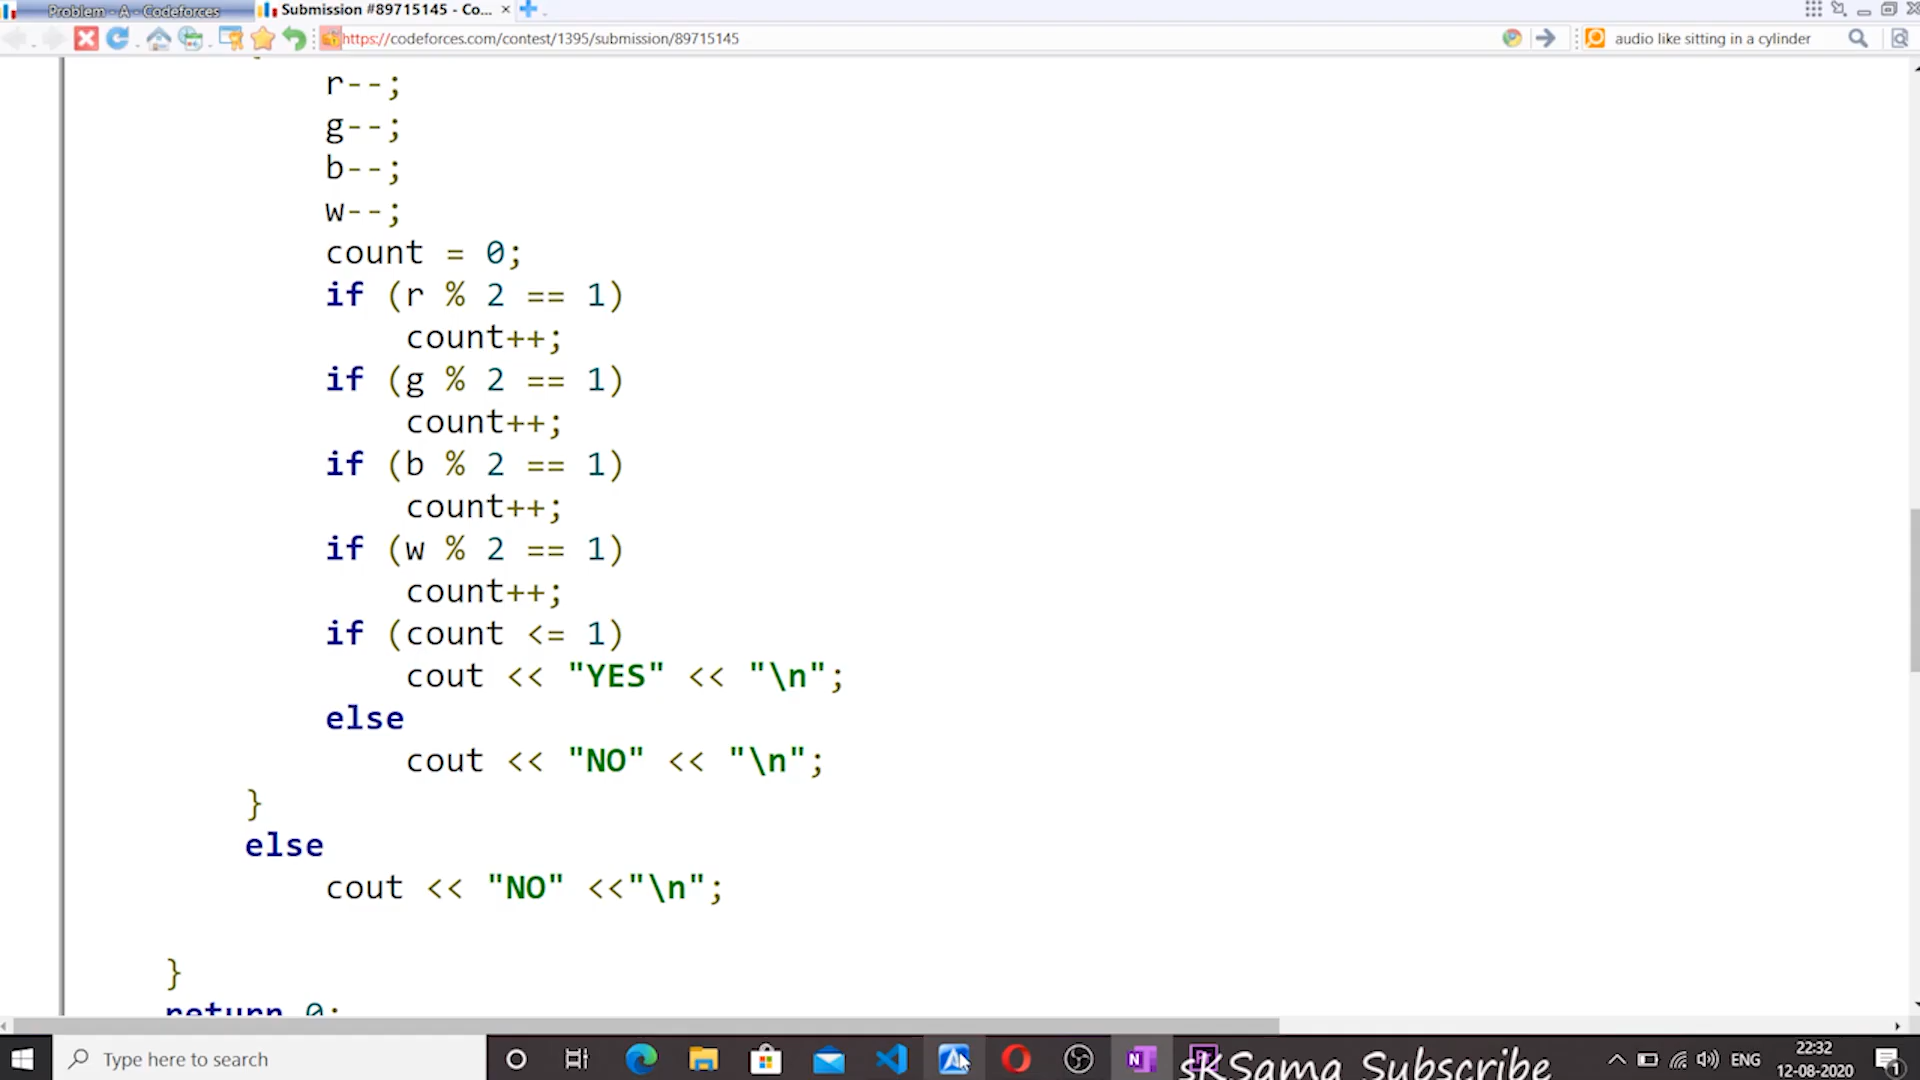 Problem - A - Codeforces
Submission #89715145 - Co...
https://codeforces.com/contest/1395/submission/89715145
audio like sitting in a cylinder
r--;
g--;
b--;
w--;
count = 0;
if (r % 2 == 1)
count++;
if (g % 2 == 1)
count++;
if (b % 2 == 1)
count++;
if (w % 2 == 1)
count++;
if (count <= 1)
cout << "YES" << "\n";
else
cout << "NO" << "\n";
}
else
cout << "NO" <<"\n";
}
return 0;
Type here to search
sKSama Subscribe
ENG
22:32
12-08-2020